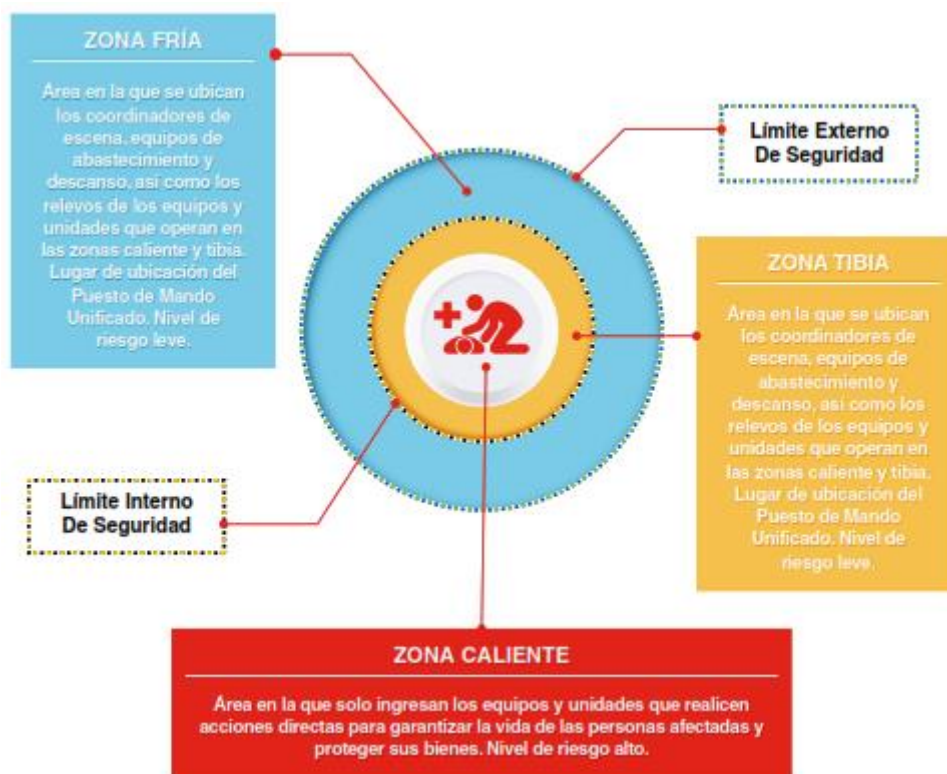 ZONA FRÍA
Área en la que se ubican
los coordinadores de
escena, equipos de
abastecimiento y
descanso, así como los
relevos de los equipos y
unidades que operan en
las zonas caliente y tibia.
Lugar de ubicación del
Puesto de Mando
Unificado. Nivel de
riesgo leve.
Límite Externo
De Seguridad
ZONA TIBIA
Área en la que se ubican
los coordinadores de
escena, equipos de
abastecimiento y
descanso, así como los
relevos de los equipos y
unidades que operan en
las zonas caliente y tibia.
Lugar de ubicación del
Puesto de Mando
Unificado. Nivel de
riesgo leve.
Límite Interno
De Seguridad
ZONA CALIENTE
Área en la que solo ingresan los equipos y unidades que realicen
acciones directas para garantizar la vida de las personas afectadas y
proteger sus bienes. Nivel de riesgo alto.